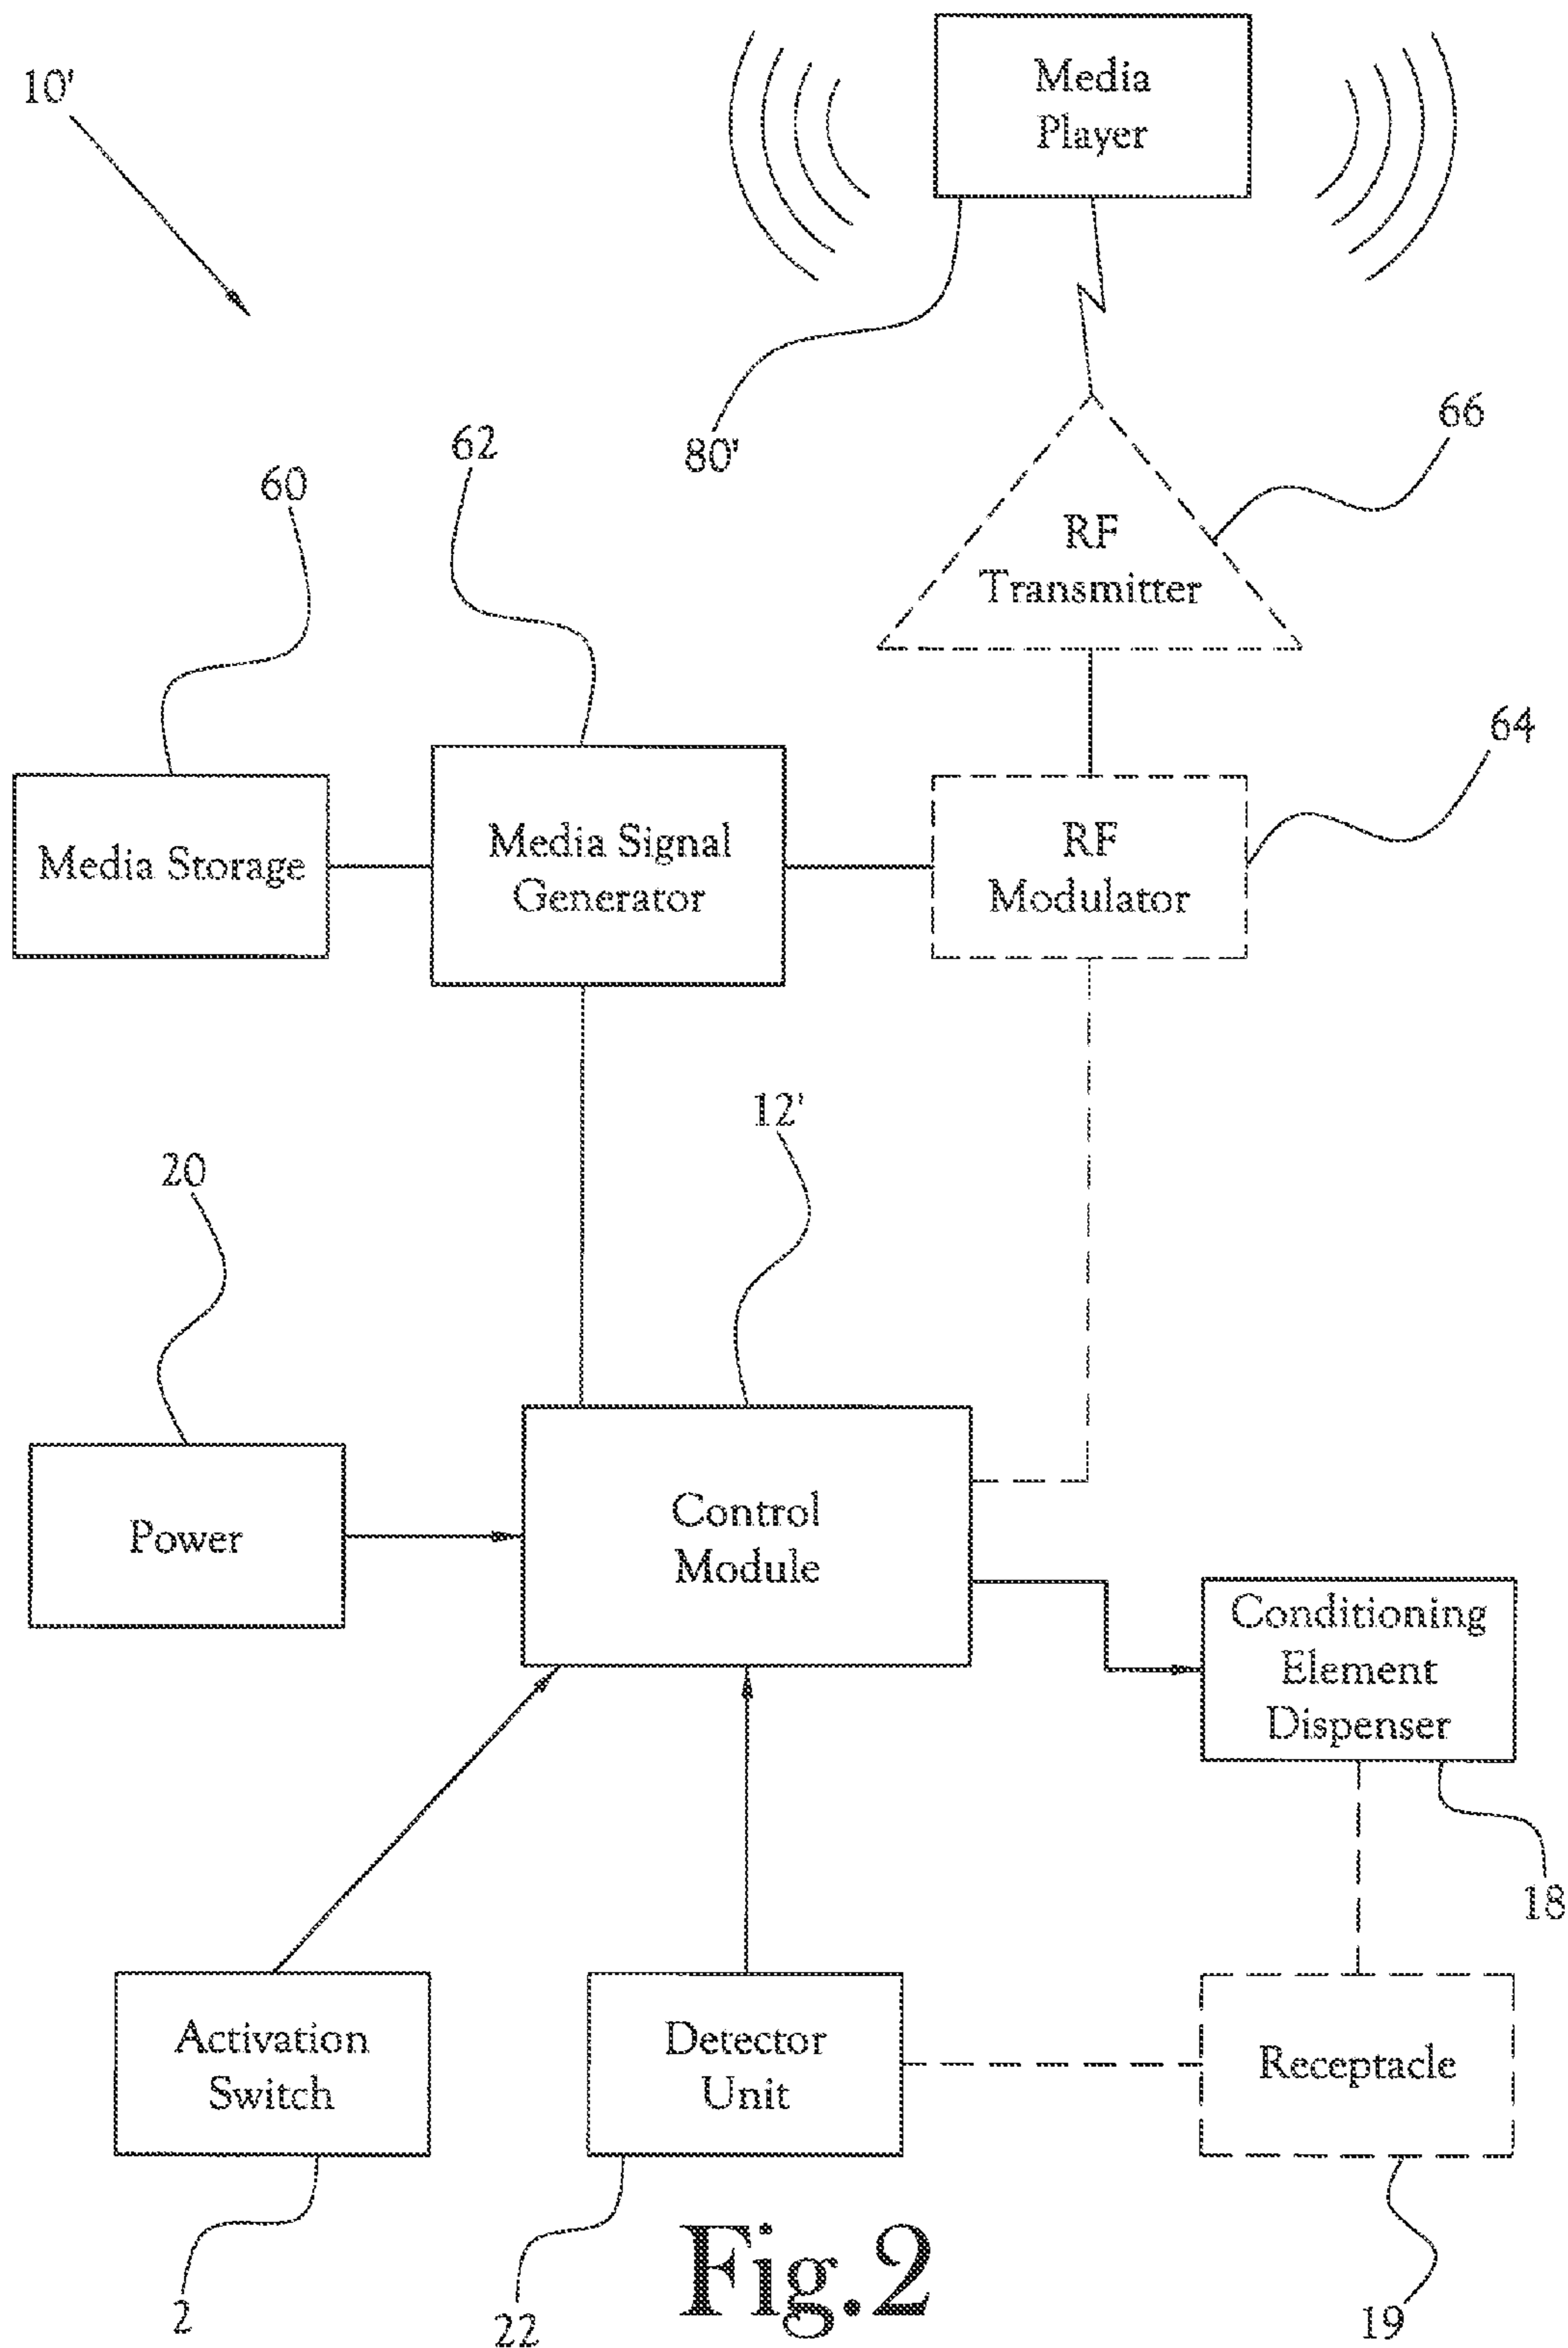 10'
Media
Player
80'
66
RF
Transmitter
62
60
64
Media Storage
Media Signal
Generator
RF
Modulator
12'
20
Power
Control
Module
Conditioning
Element
Dispenser
18
Activation
Switch
Detector
Unit
Receptacle
2
22
19
Fig.2